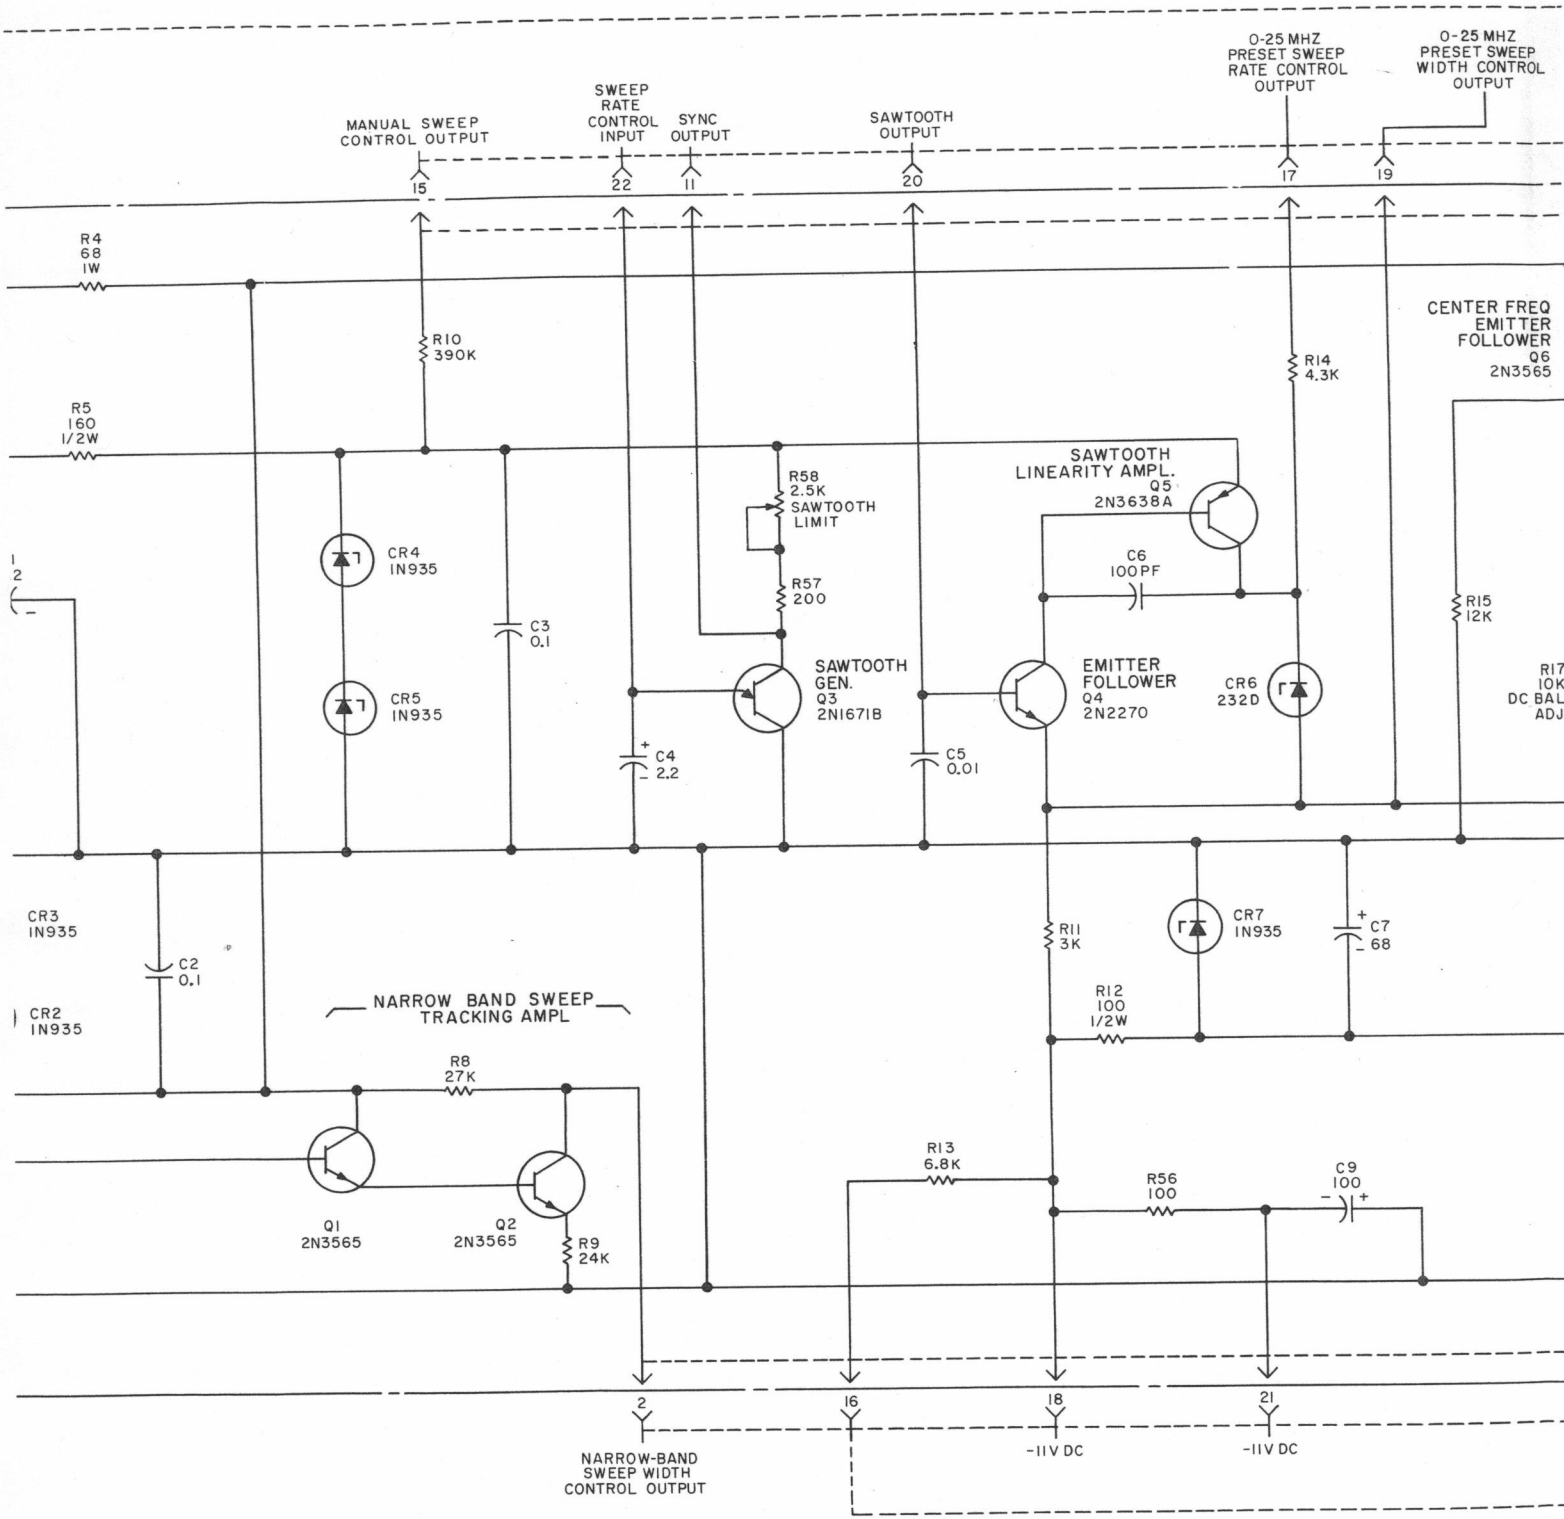 0-25 MHZ
PRESET SWEEP
RATE CONTROL
OUTPUT
0-25 MHZ
PRESET SWEEP
WIDTH CONTROL
OUTPUT
SWEEP
RATE
CONTROL
INPUT
SYNC
OUTPUT
SAWTOOTH
OUTPUT
MANUAL SWEEP
CONTROL OUTPUT
15
22
11
20
17
19
R4
68
1W
R10
390K
R14
4.3K
CENTER FREQ
EMITTER
FOLLOWER
Q6
2N3565
R5
160
1/2W
R58
2.5K
SAWTOOTH
LIMIT
SAWTOOTH
LINEARITY AMPL.
Q5
2N3638A
1
2
−
CR4
1N935
R57
200
C6
100PF
R15
12K
C3
0.1
CR5
1N935
SAWTOOTH
GEN.
Q3
2N1671B
EMITTER
FOLLOWER
Q4
2N2270
CR6
232D
R17
10K
DC BAL
ADJ
+
C4
− 2.2
C5
0.01
CR3
1N935
C2
0.1
CR2
1N935
R11
3K
CR7
1N935
+
C7
− 68
R12
100
1/2W
NARROW BAND SWEEP
TRACKING AMPL
R8
27K
R13
6.8K
R56
100
C9
100
− +
Q1
2N3565
Q2
2N3565
R9
24K
2
16
18
21
NARROW-BAND
SWEEP WIDTH
CONTROL OUTPUT
-11V DC
-11V DC